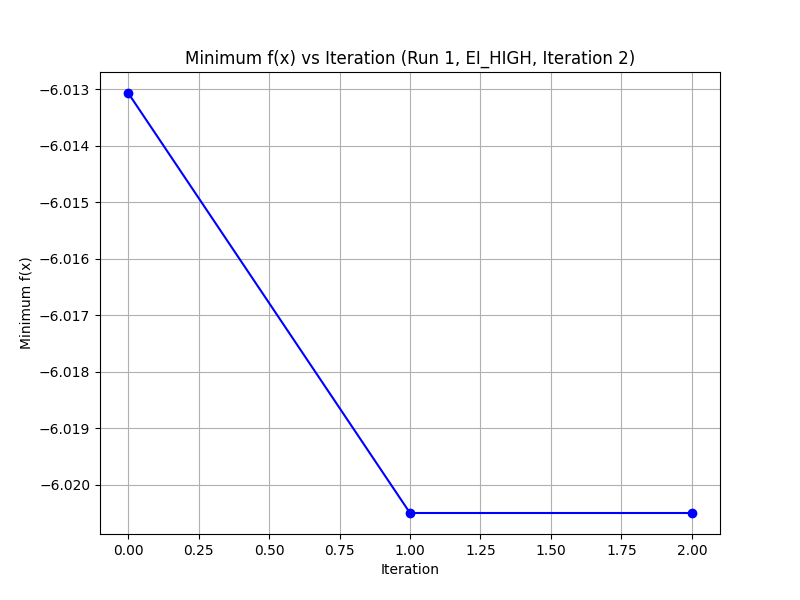 Minimum f(x) vs Iteration (Run 1, EI_HIGH, Iteration 2)
Minimum f(x)
−6.013
−6.014
−6.015
−6.016
−6.017
−6.018
−6.019
−6.020
0.00 0.25 0.50 0.75 1.00 1.25 1.50 1.75 2.00
Iteration